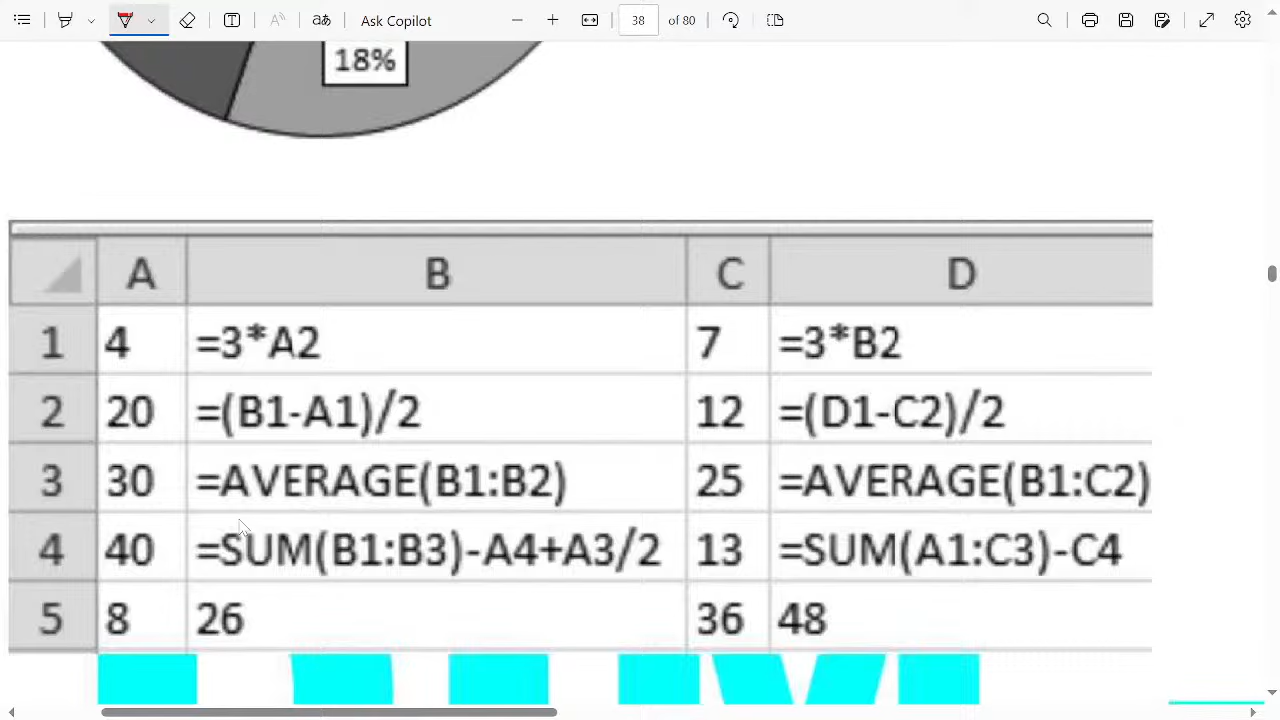 Ask Copilot 38 of 80
18%
A B C D
1 4 =3*A2 7 =3*B2
2 20 =(B1-A1)/2 12 =(D1-C2)/2
3 30 =AVERAGE(B1:B2) 25 =AVERAGE(B1:C2)
4 40 =SUM(B1:B3)-A4+A3/2 13 =SUM(A1:C3)-C4
5 8 26 36 48